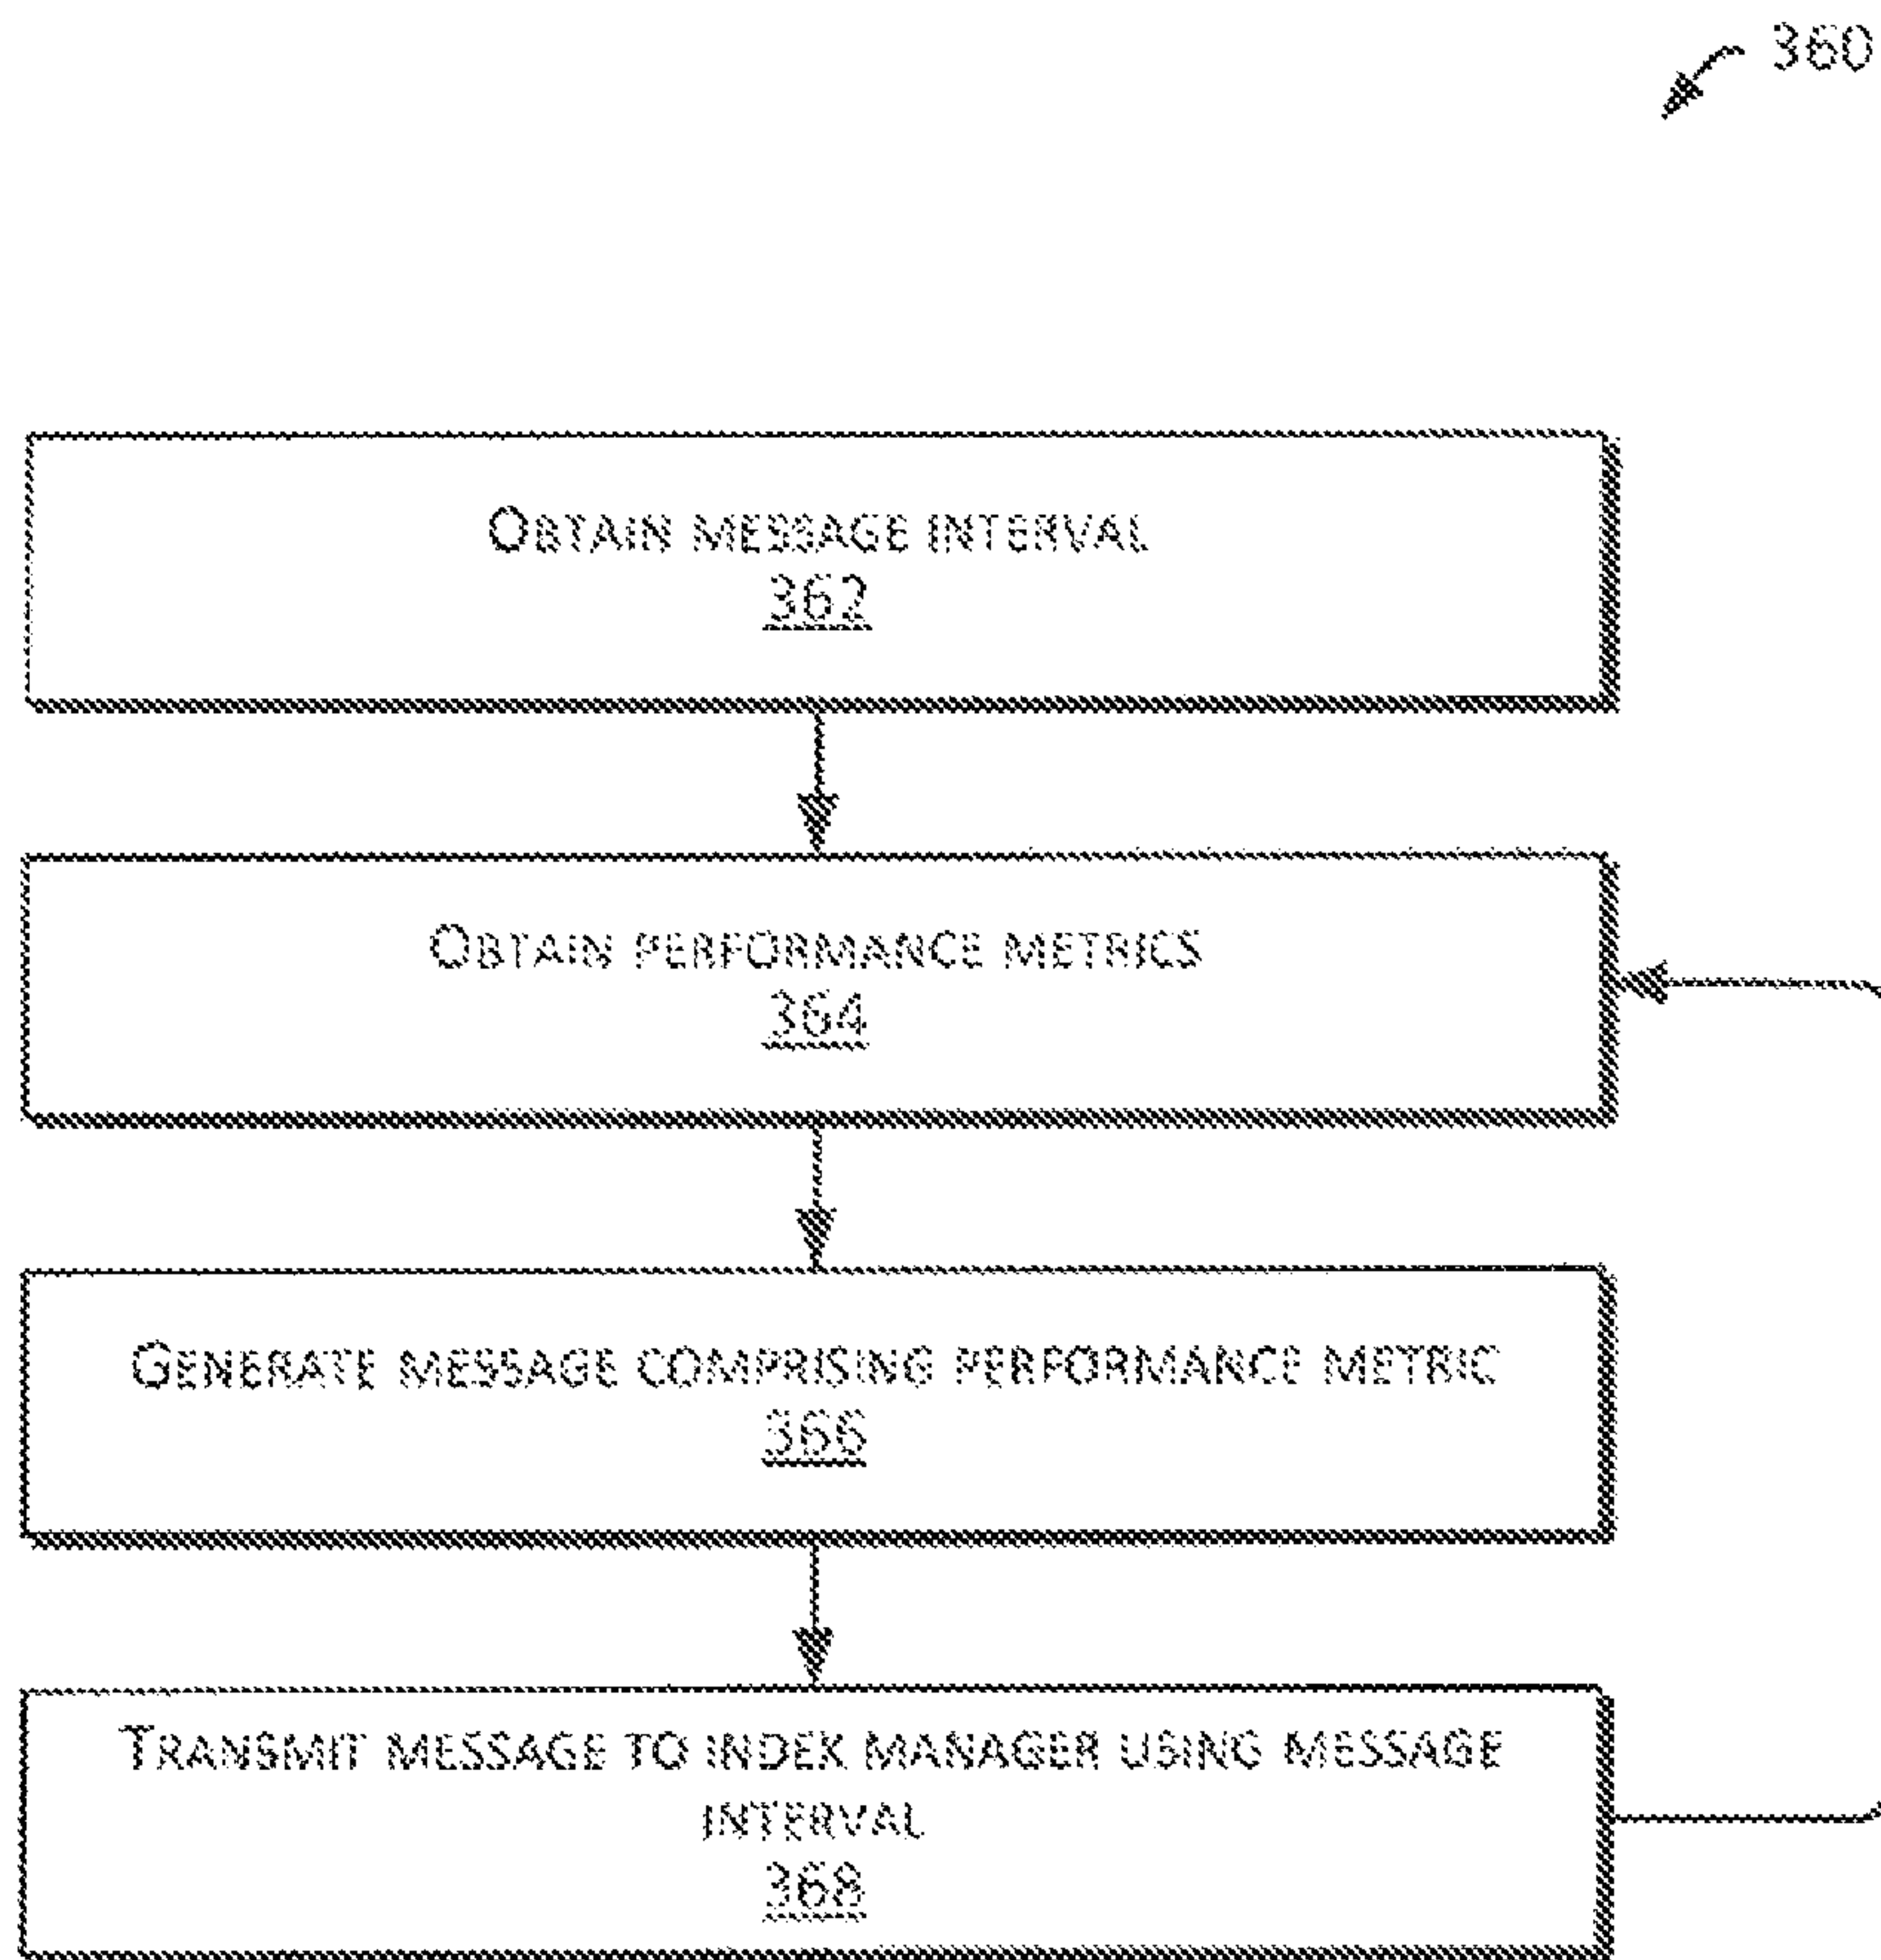 360
OBTAIN MESSAGE INTERVAL
362
OBTAIN PERFORMANCE METRICS
364
GENERATE MESSAGE COMPRISING PERFORMANCE METRIC
366
TRANSMIT MESSAGE TO INDEX MANAGER USING MESSAGE
INTERVAL
368